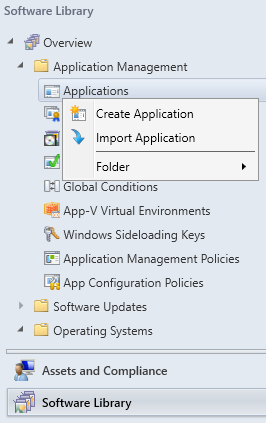 Software Library
Overview
Application Management
Applications
Create Application
Import Application
Folder
Global Conditions
App-V Virtual Environments
Windows Sideloading Keys
Application Management Policies
App Configuration Policies
Software Updates
Operating Systems
Assets and Compliance
Software Library